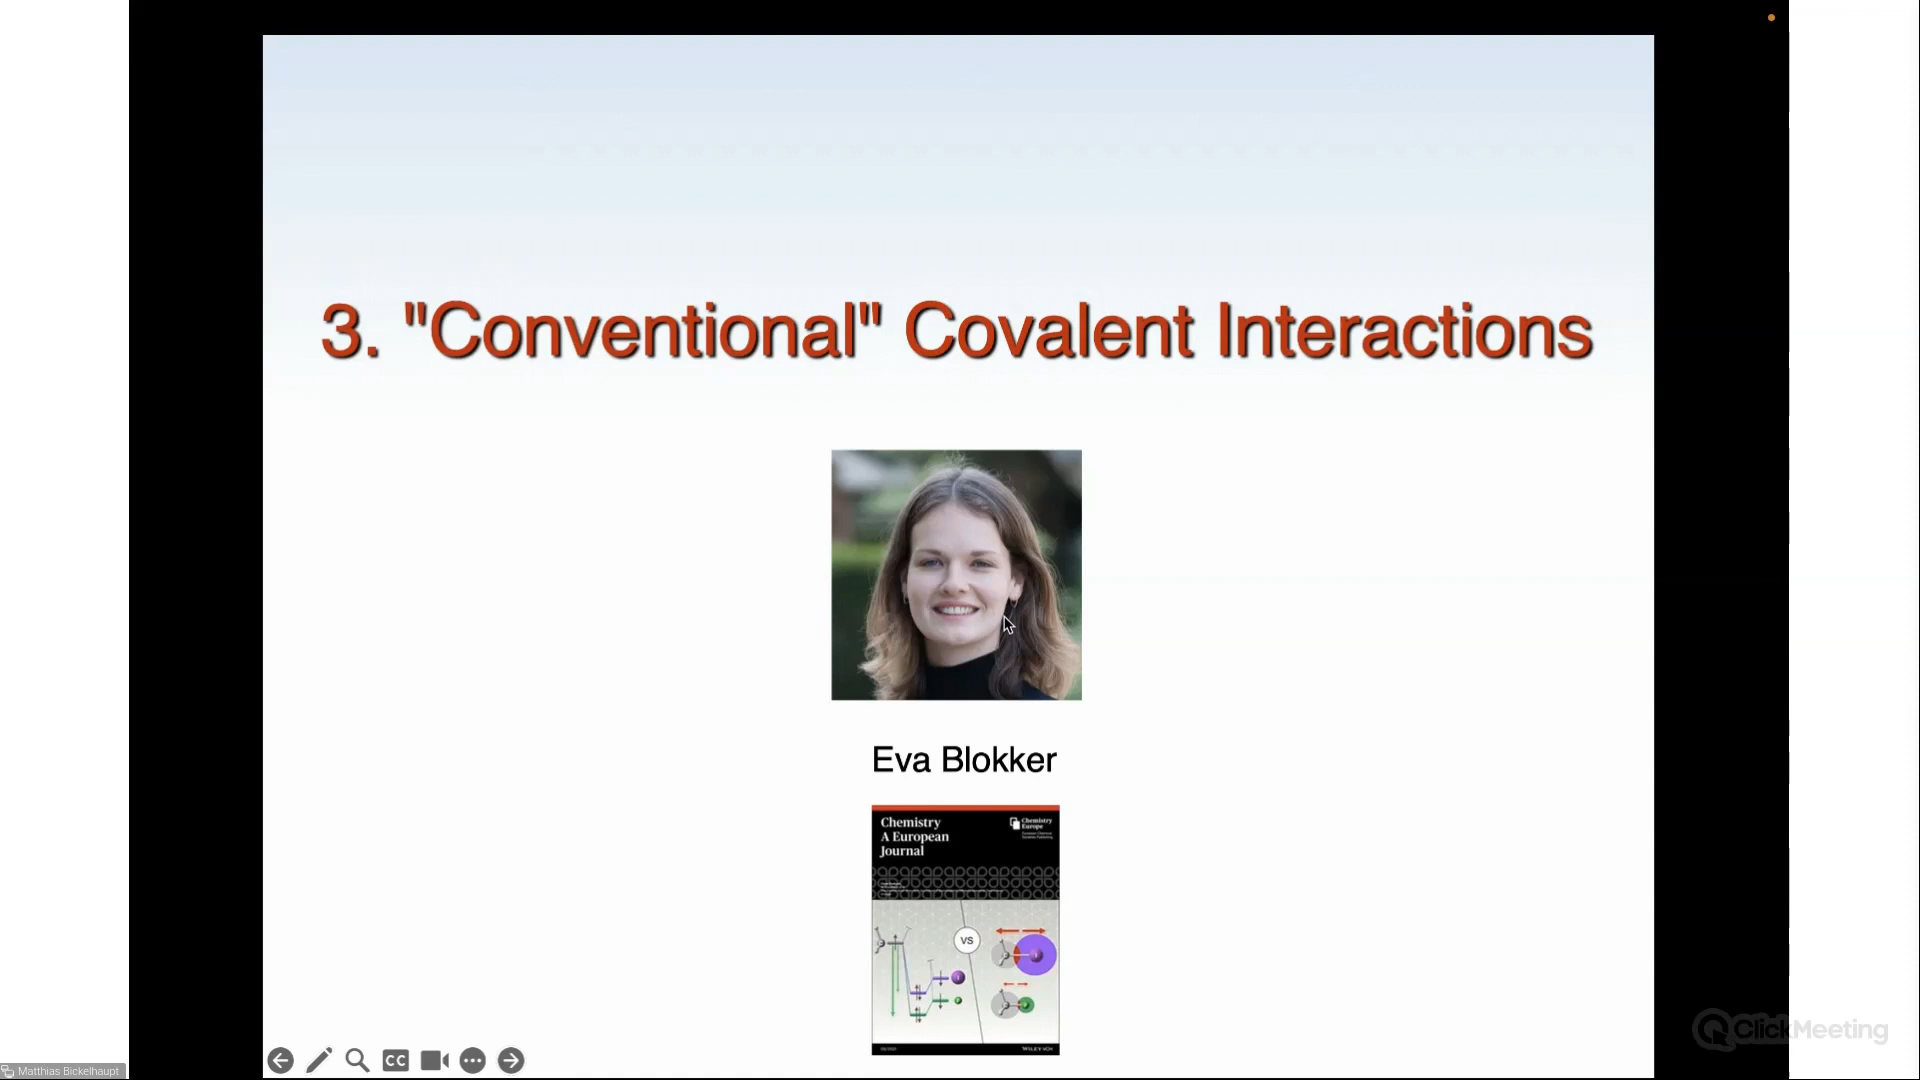 3. "Conventional" Covalent Interactions
Eva Blokker
Chemistry
A European
Journal
Chemistry
Europe
VS
WILEY-VCH
CC
ClickMeeting
Matthias Bickelhaupt